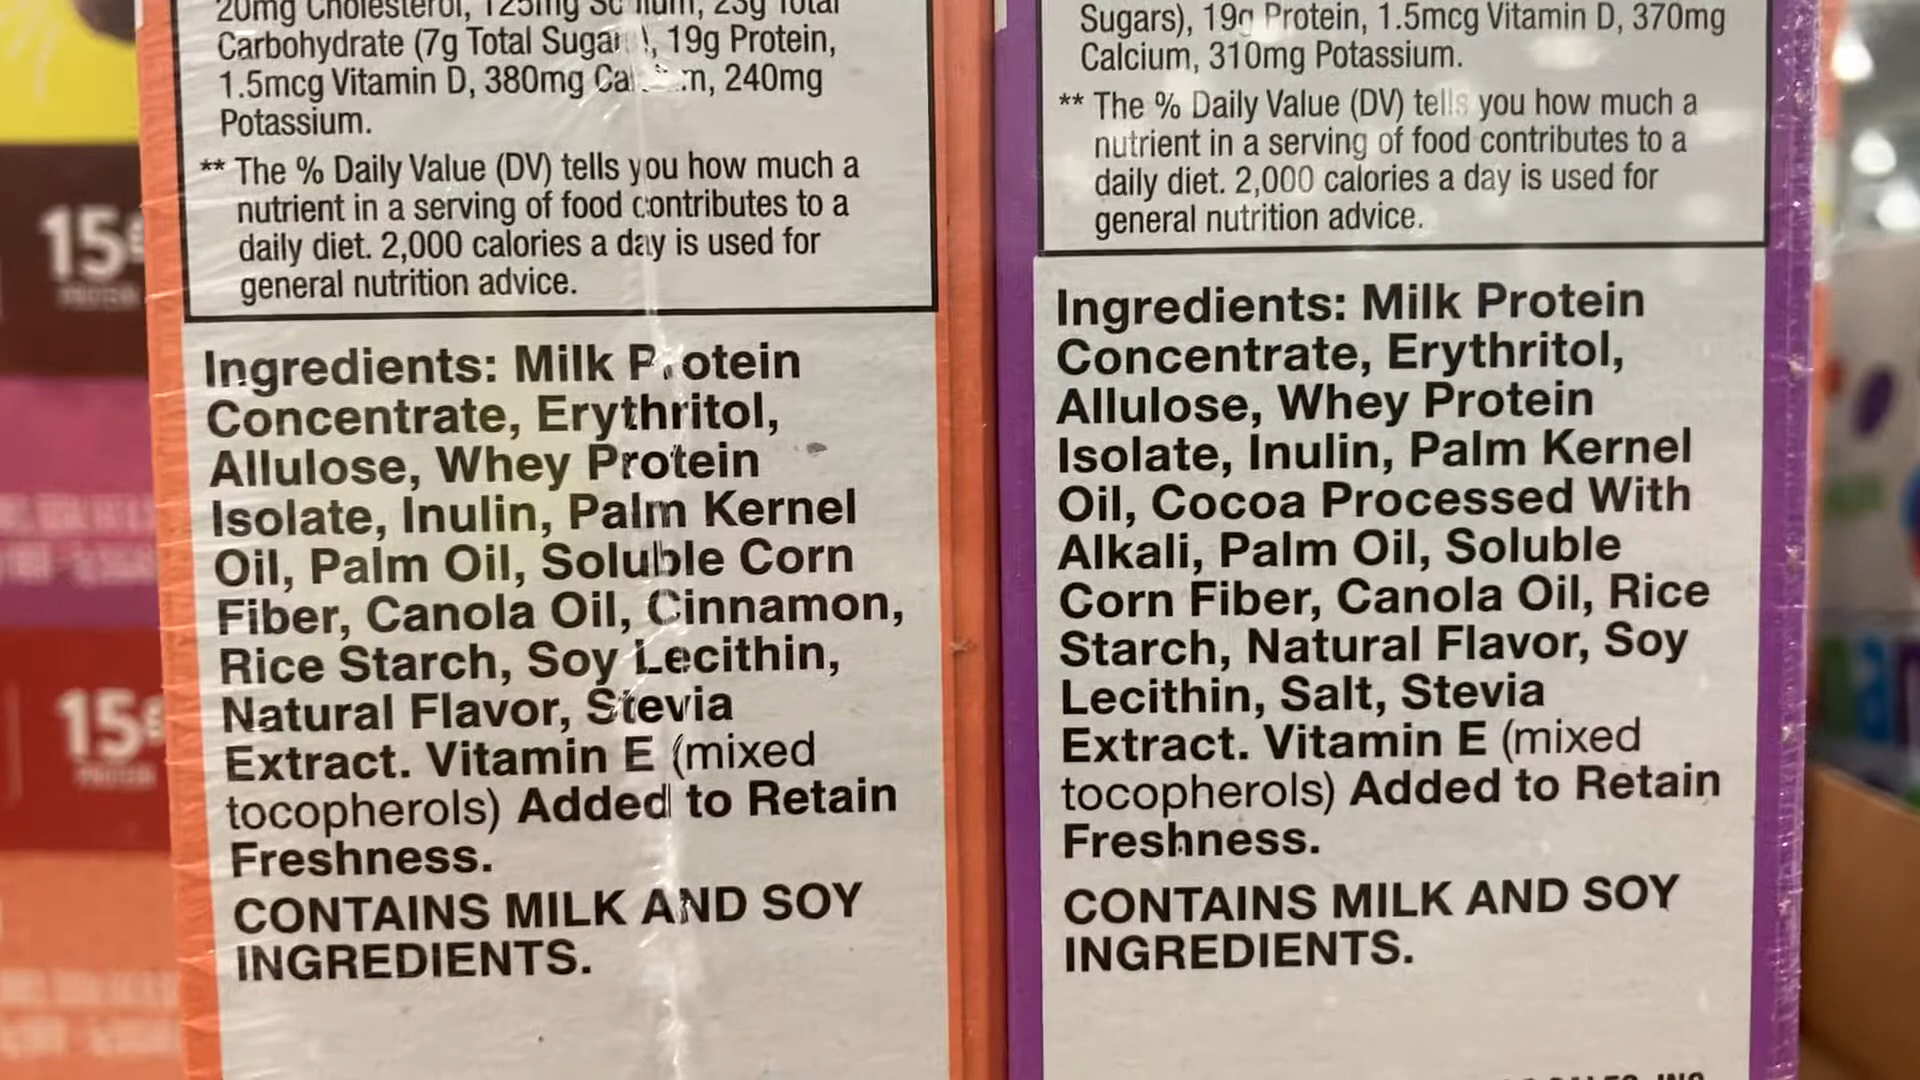 20mg Cholesterol, 125mg 23g Total
Carbohydrate (7g Total 19g Protein,
1.5mcg Vitamin D, 380mg 240mg
Potassium.
** The % Daily Value (DV) tells you how much a
nutrient in a serving of food contributes to a
daily diet. 2,000 calories a day is used for
general nutrition advice.
Ingredients: Milk Protein
Concentrate, Erythritol,
Allulose, Whey Protein
Isolate, Inulin, Palm Kernel
Oil, Palm Oil, Soluble Corn
Fiber, Canola Oil, Cinnamon,
Rice Starch, Soy Lecithin,
Natural Flavor, Stevia
Extract. Vitamin E (mixed
tocopherols) Added to Retain
Freshness.
CONTAINS MILK AND SOY
INGREDIENTS.
Sugars), 19g Protein, 1.5mcg Vitamin D, 370mg
Calcium, 310mg Potassium.
** The % Daily Value (DV) tells you how much a
nutrient in a serving of food contributes to a
daily diet. 2,000 calories a day is used for
general nutrition advice.
Ingredients: Milk Protein
Concentrate, Erythritol,
Allulose, Whey Protein
Isolate, Inulin, Palm Kernel
Oil, Cocoa Processed With
Alkali, Palm Oil, Soluble
Corn Fiber, Canola Oil, Rice
Starch, Natural Flavor, Soy
Lecithin, Salt, Stevia
Extract. Vitamin E (mixed
tocopherols) Added to Retain
Freshness.
CONTAINS MILK AND SOY
INGREDIENTS.
15g
PROTEIN
15g
PROTEIN